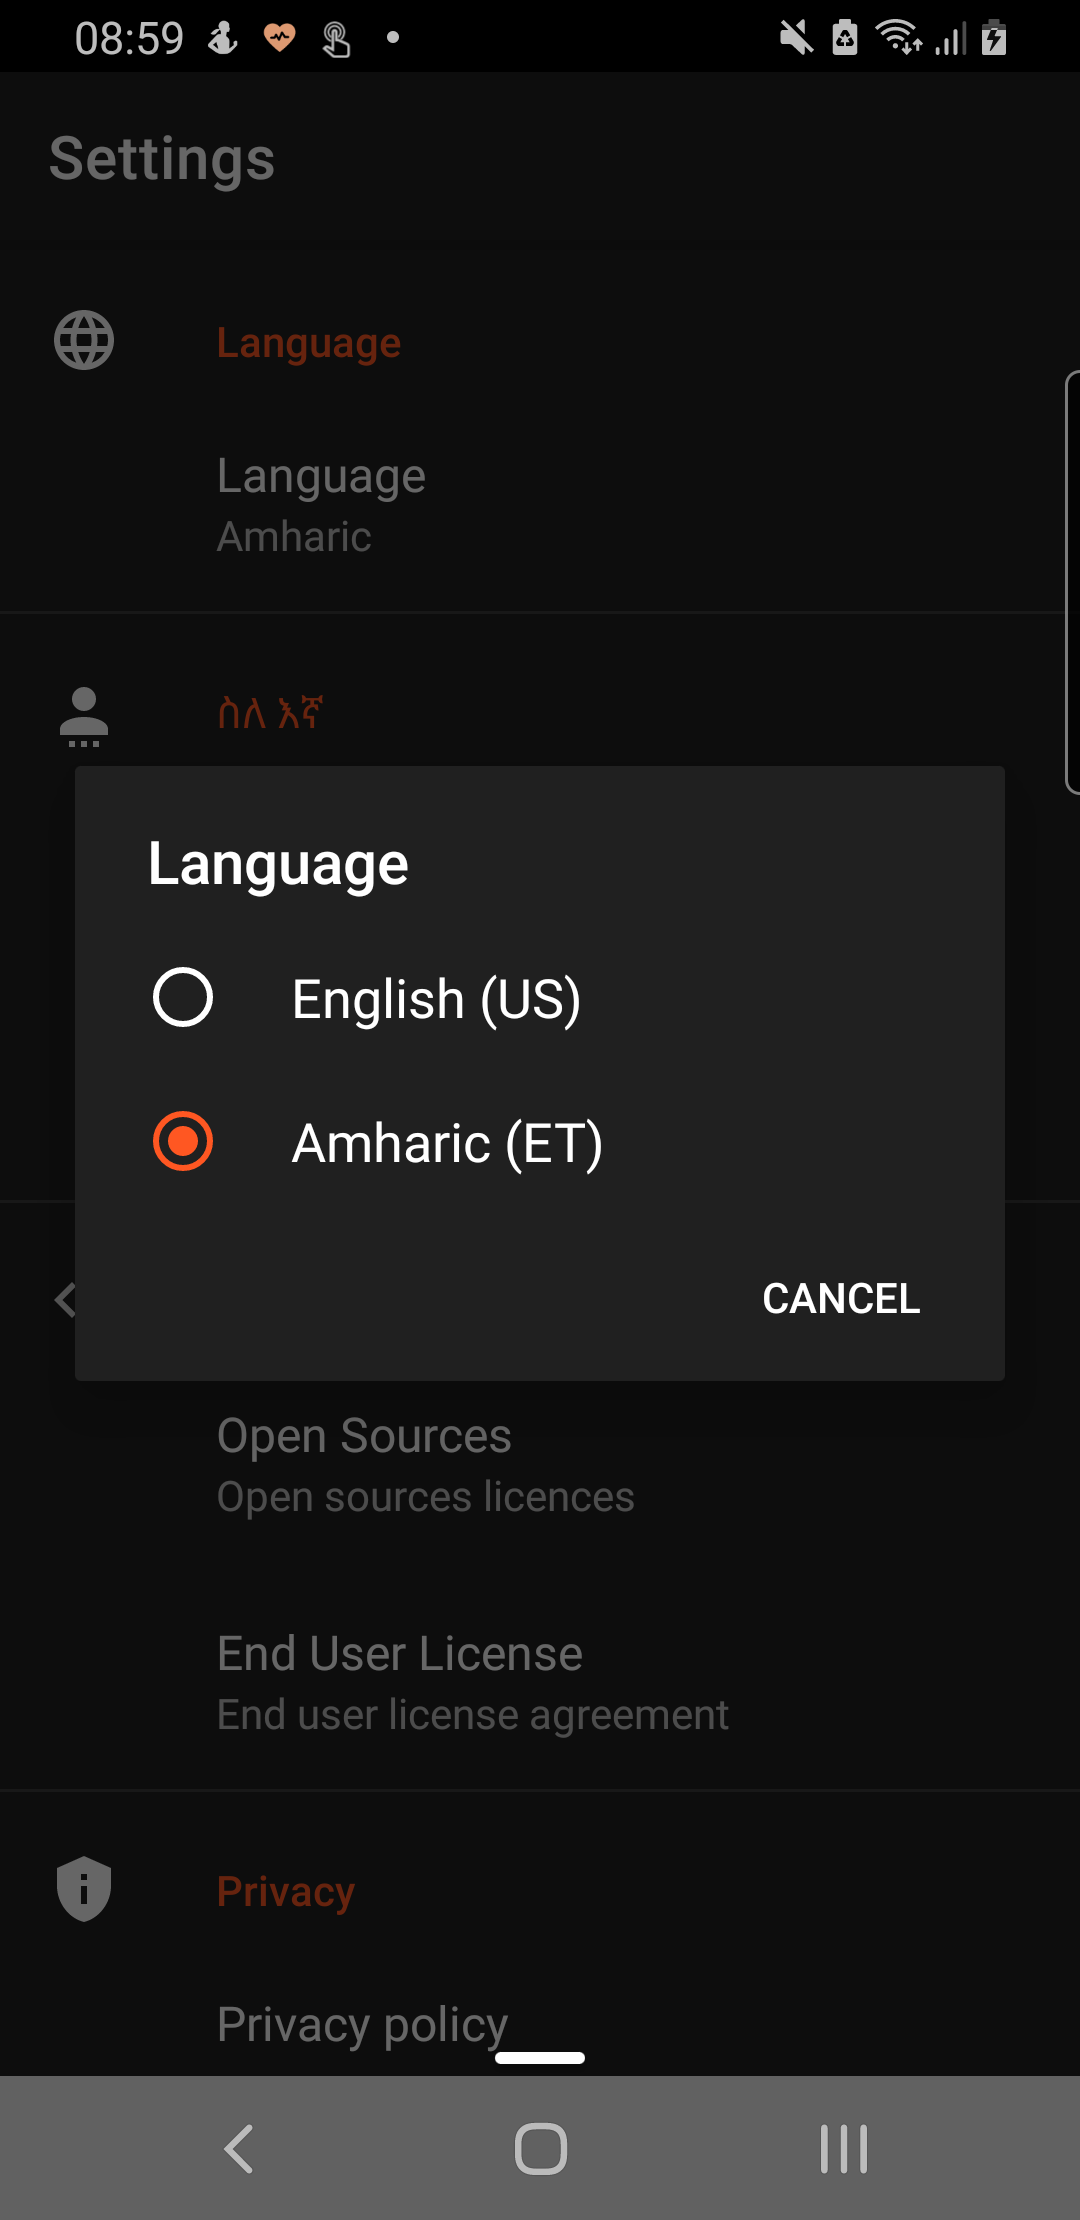 08:59
Settings
Language
Language
Amharic
ስለ እኛ
Language
English (US)
Amharic (ET)
CANCEL
Open Sources
Open sources licences
End User License
End user license agreement
Privacy
Privacy policy